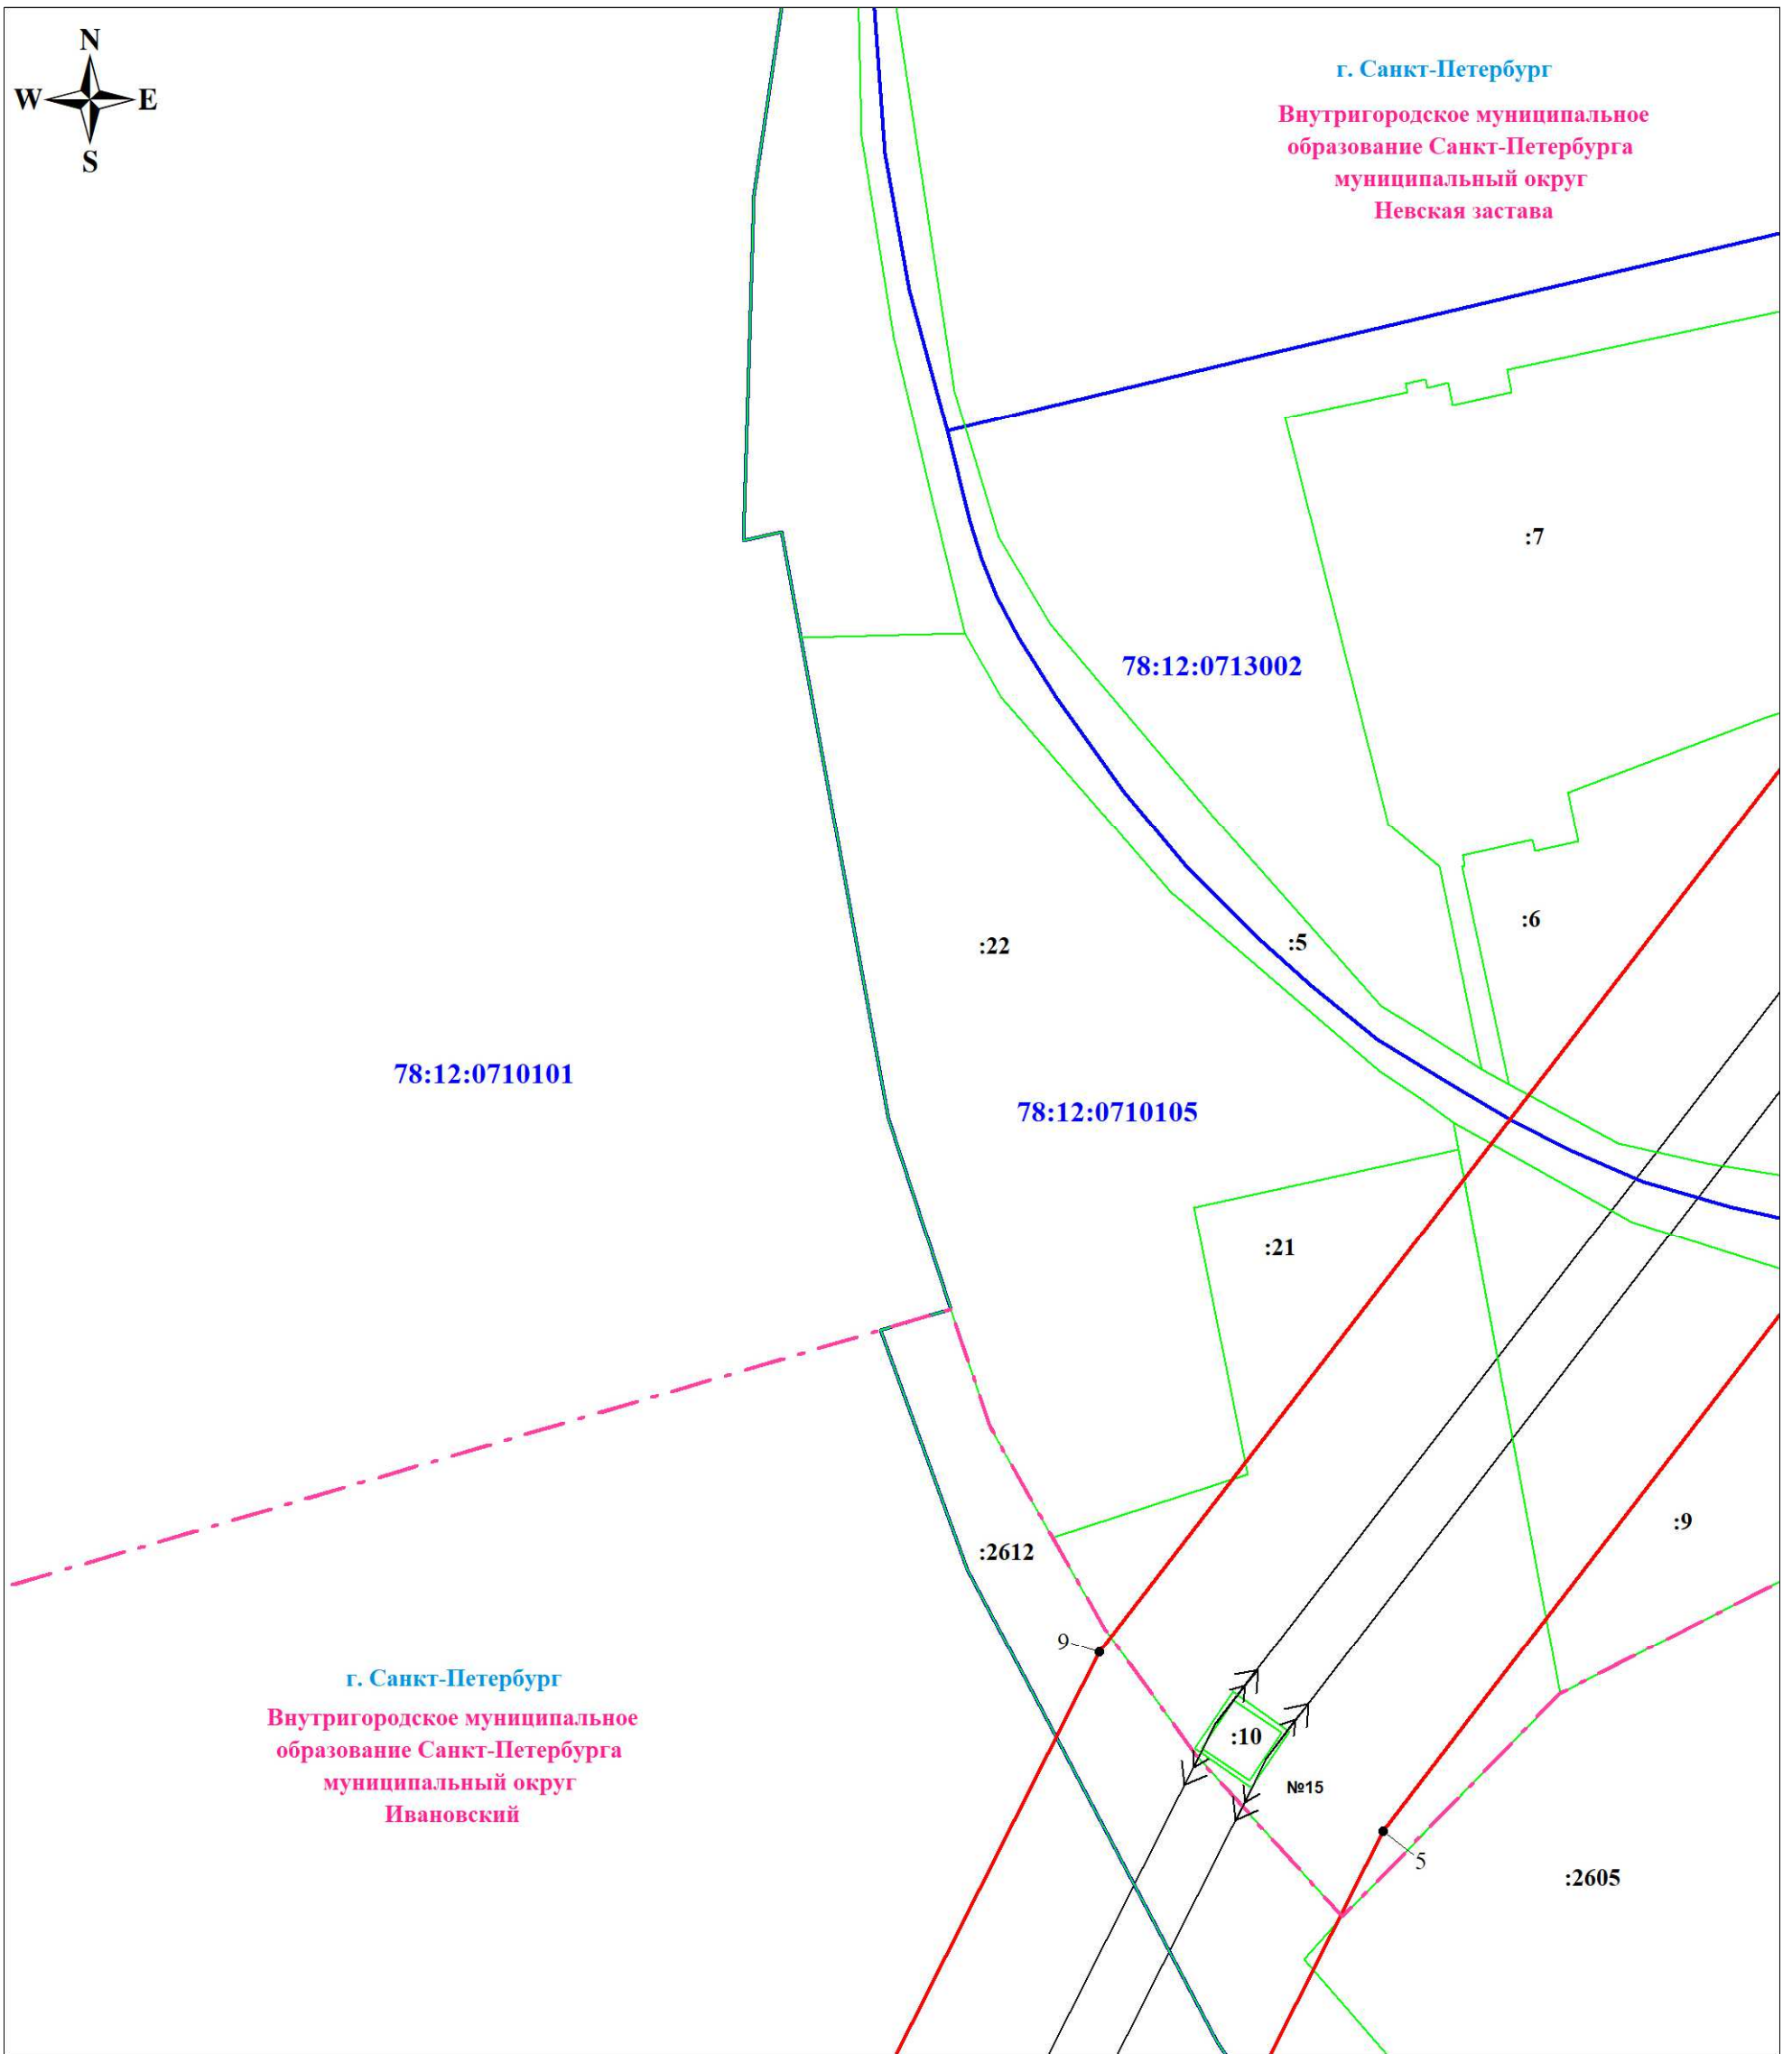 N
W E
S
г. Санкт-Петербург
Внутригородское муниципальное
образование Санкт-Петербурга
муниципальный округ
Невская застава
:7
78:12:0713002
:6
:5
:22
78:12:0710101
78:12:0710105
:21
:9
:2612
9
г. Санкт-Петербург
Внутригородское муниципальное
образование Санкт-Петербурга
муниципальный округ
Ивановский
:10
№15
5
:2605